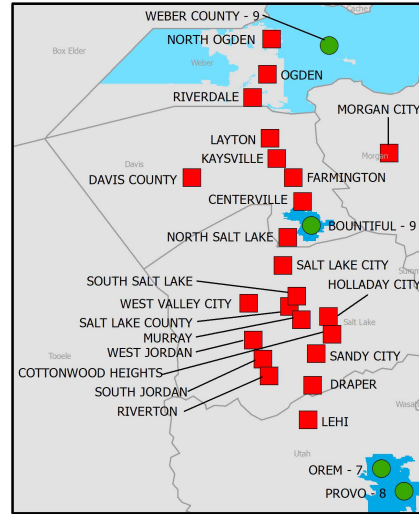 WEBER COUNTY - 9
Cache
NORTH OGDEN
Box Elder
Weber
OGDEN
RIVERDALE
MORGAN CITY
LAYTON
KAYSVILLE
Morgan
Davis
DAVIS COUNTY
FARMINGTON
CENTERVILLE
BOUNTIFUL - 9
NORTH SALT LAKE
SALT LAKE CITY
SOUTH SALT LAKE
HOLLADAY CITY
WEST VALLEY CITY
SALT LAKE COUNTY
Salt Lake
MURRAY
WEST JORDAN
Tooele
SANDY CITY
COTTONWOOD HEIGHTS
DRAPER
SOUTH JORDAN
RIVERTON
LEHI
Utah
OREM - 7
PROVO - 8